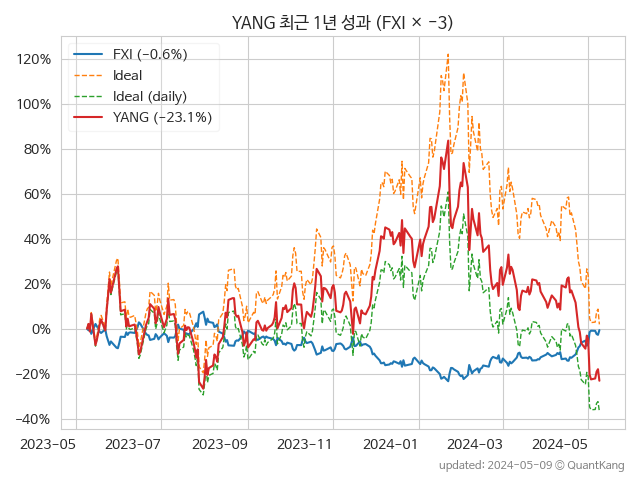 YANG 최근 1년 성과 (FXI × −3)
FXI (−0.6%)
Ideal
Ideal (daily)
YANG (−23.1%)
120%
100%
80%
60%
40%
20%
0%
−20%
−40%
2023-05 2023-07 2023-09 2023-11 2024-01 2024-03 2024-05
updated: 2024-05-09 © QuantKang